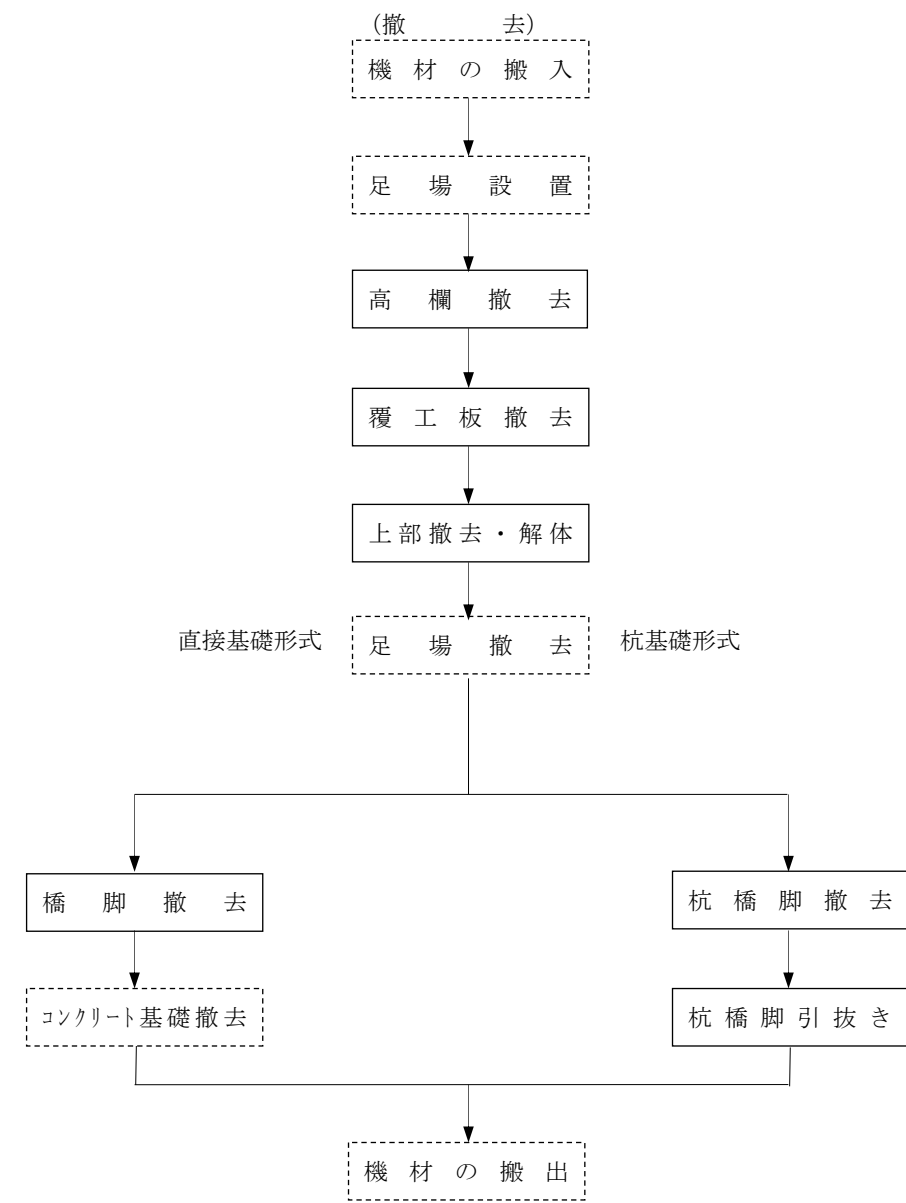 (撤 去)
機材の搬入
足場設置
高欄撤去
覆工板撤去
上部撤去・解体
直接基礎形式 足場撤去 杭基礎形式
橋脚撤去 杭橋脚撤去
コンクリート基礎撤去 杭橋脚引抜き
機材の搬出